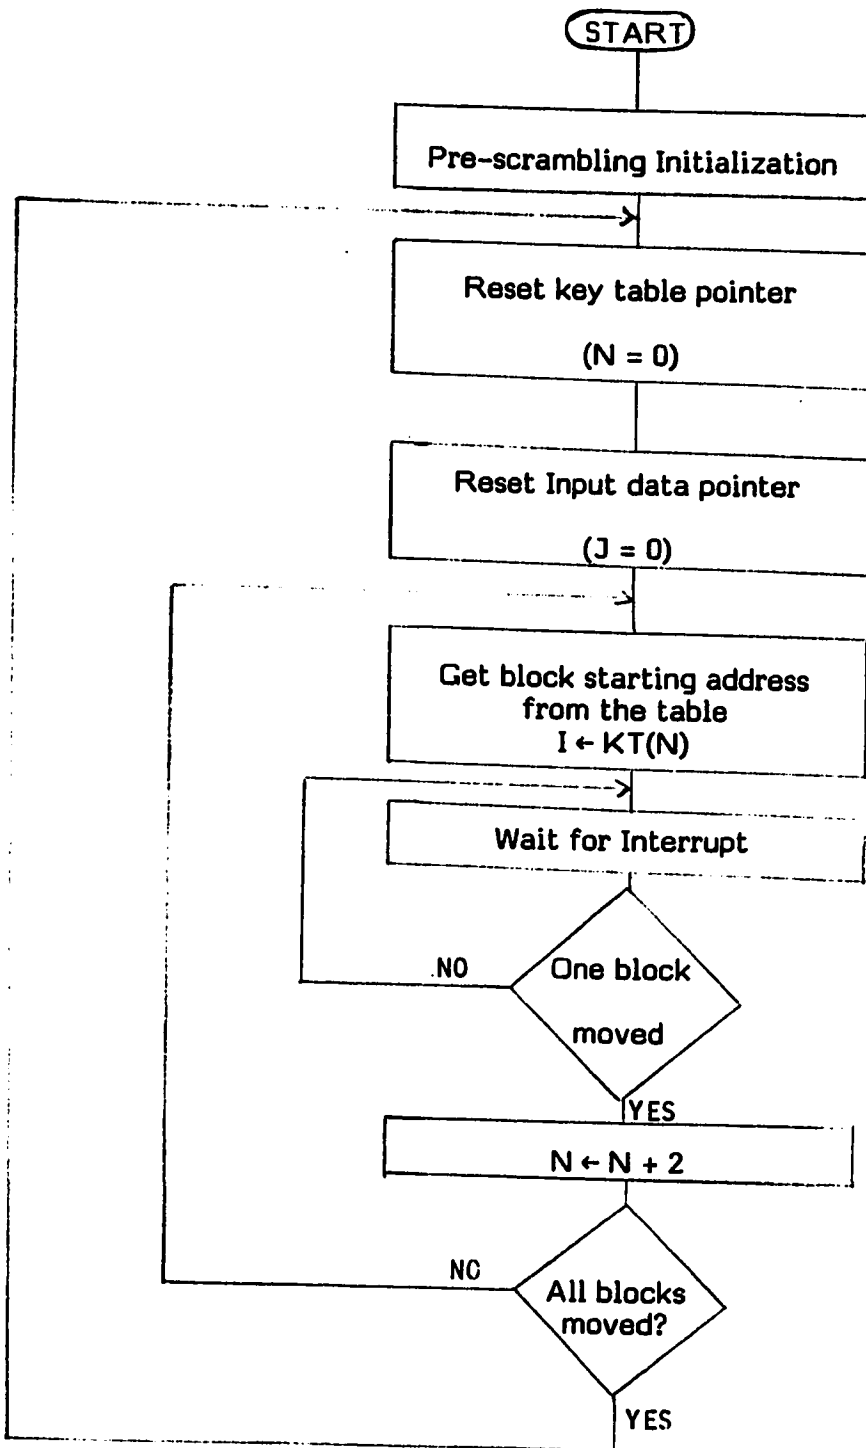 START
Pre-scrambling Initialization
Reset key table pointer
(N = 0)
Reset Input data pointer
(J = 0)
Get block starting address
from the table
I ← KT(N)
Wait for Interrupt
NO
One block
moved
YES
N ← N + 2
NO
All blocks
moved?
YES